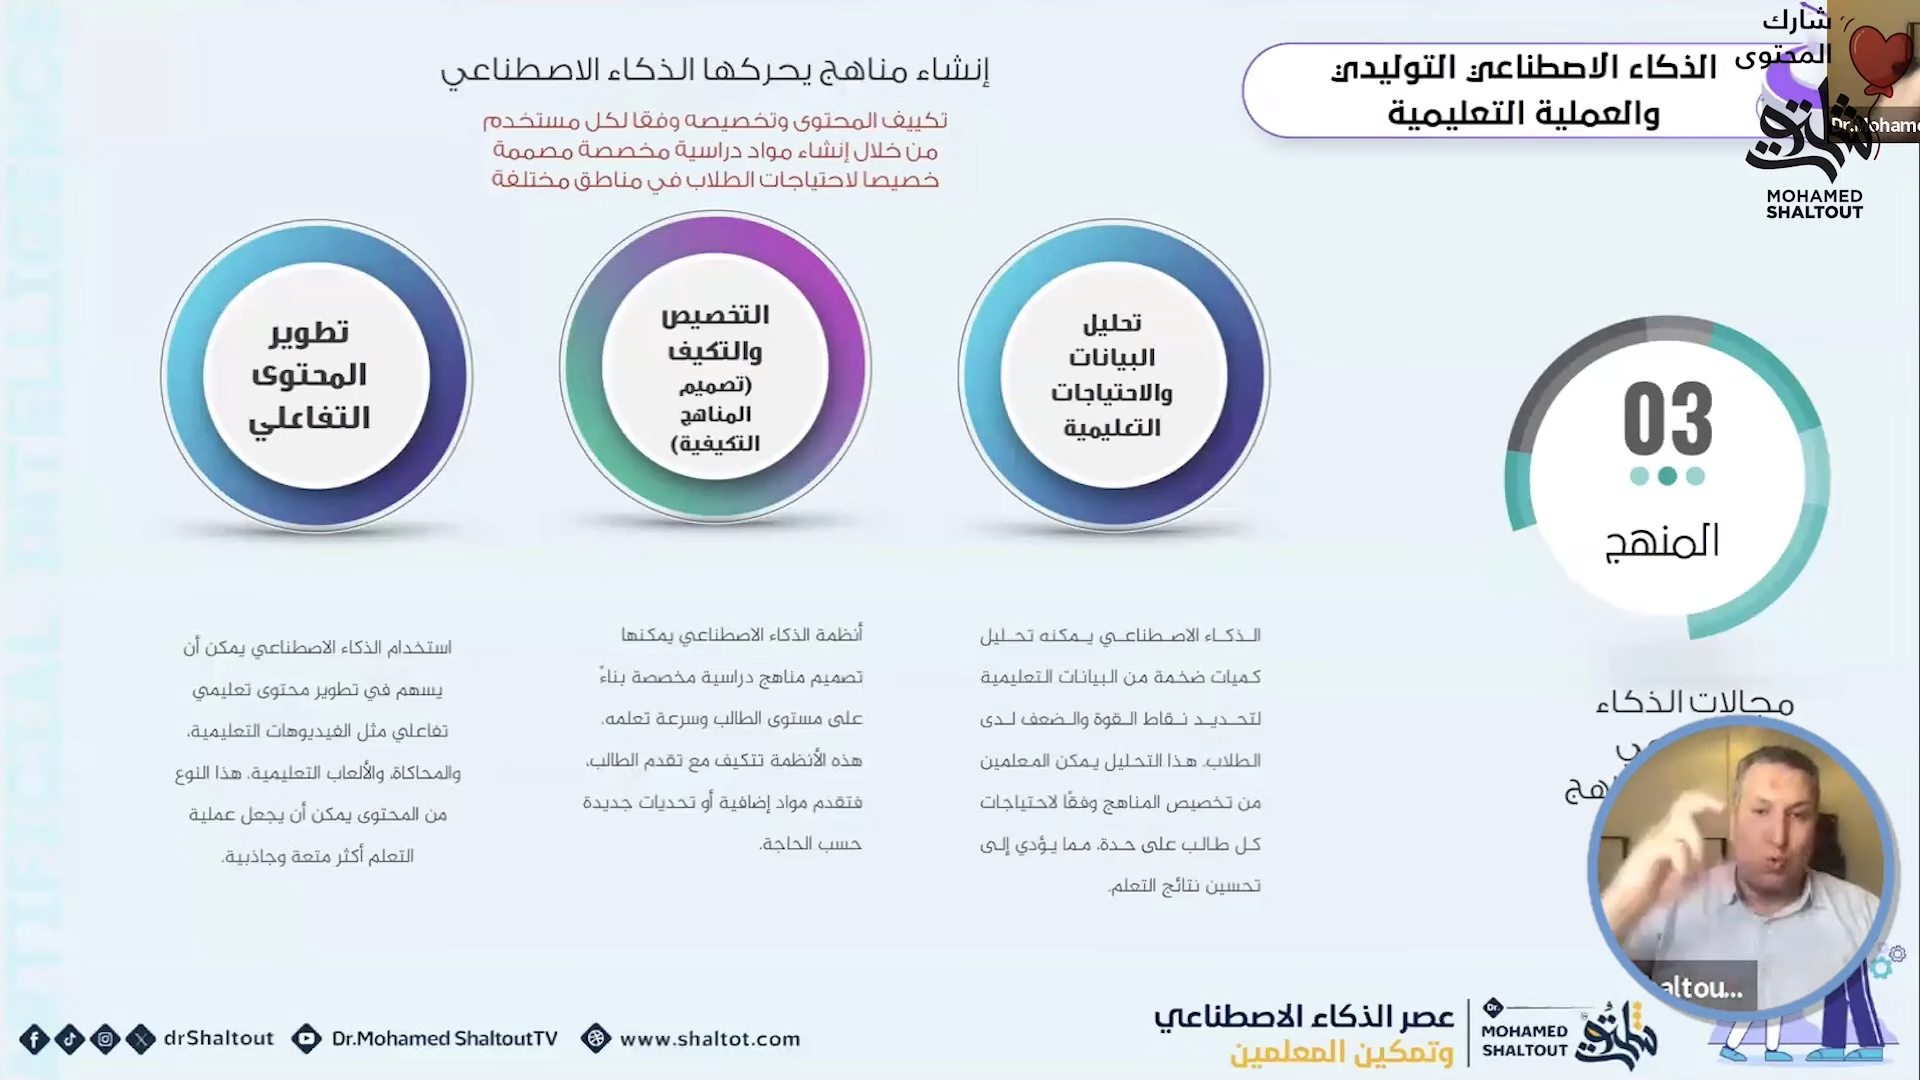 شارك
المحتوى
Dr.Mohame
MOHAMED
SHALTOUT
الذكاء الاصطناعي التوليدي
والعملية التعليمية
إنشاء مناهج يحركها الذكاء الاصطناعي
تكييف المحتوى وتخصيصه وفقا لكل مستخدم
من خلال إنشاء مواد دراسية مخصصة مصممة
خصيصا لاحتياجات الطلاب في مناطق مختلفة
03
المنهج
مجالات الذكاء
تحليل
البيانات
والاحتياجات
التعليمية
الذكاء الاصطناعي يمكنه تحليل
كميات ضخمة من البيانات التعليمية
لتحديد نقاط القوة والضعف لدى
الطلاب. هذا التحليل يمكن المعلمين
من تخصيص المناهج وفقًا لاحتياجات
كل طالب على حدة، مما يؤدي إلى
تحسين نتائج التعلم.
التخصيص
والتكيف
(تصميم
المناهج
التكيفية)
أنظمة الذكاء الاصطناعي يمكنها
تصميم مناهج دراسية مخصصة بناءً
على مستوى الطالب وسرعة تعلمه.
هذه الأنظمة تتكيف مع تقدم الطالب،
فتقدم مواد إضافية أو تحديات جديدة
حسب الحاجة.
تطوير
المحتوى
التفاعلي
استخدام الذكاء الاصطناعي يمكن أن
يسهم في تطوير محتوى تعليمي
تفاعلي مثل الفيديوهات التعليمية،
والمحاكاة، والألعاب التعليمية. هذا النوع
من المحتوى يمكن أن يجعل عملية
التعلم أكثر متعة وجاذبية.
ARTIFICIAL INTELLIGENCE
drShaltout
Dr.Mohamed ShaltoutTV
www.shaltot.com
عصر الذكاء الاصطناعي
وتمكين المعلمين
Dr.
MOHAMED
SHALTOUT
شلتوت
altou...